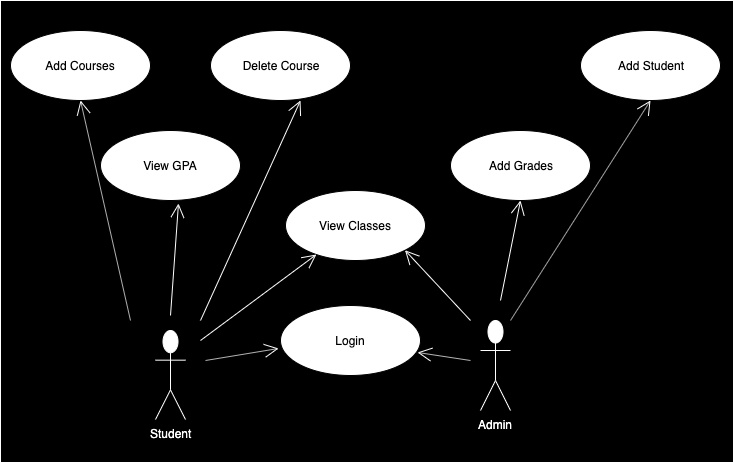 Add Courses
Delete Course
Add Student
View GPA
Add Grades
View Classes
Login
Student
Admin